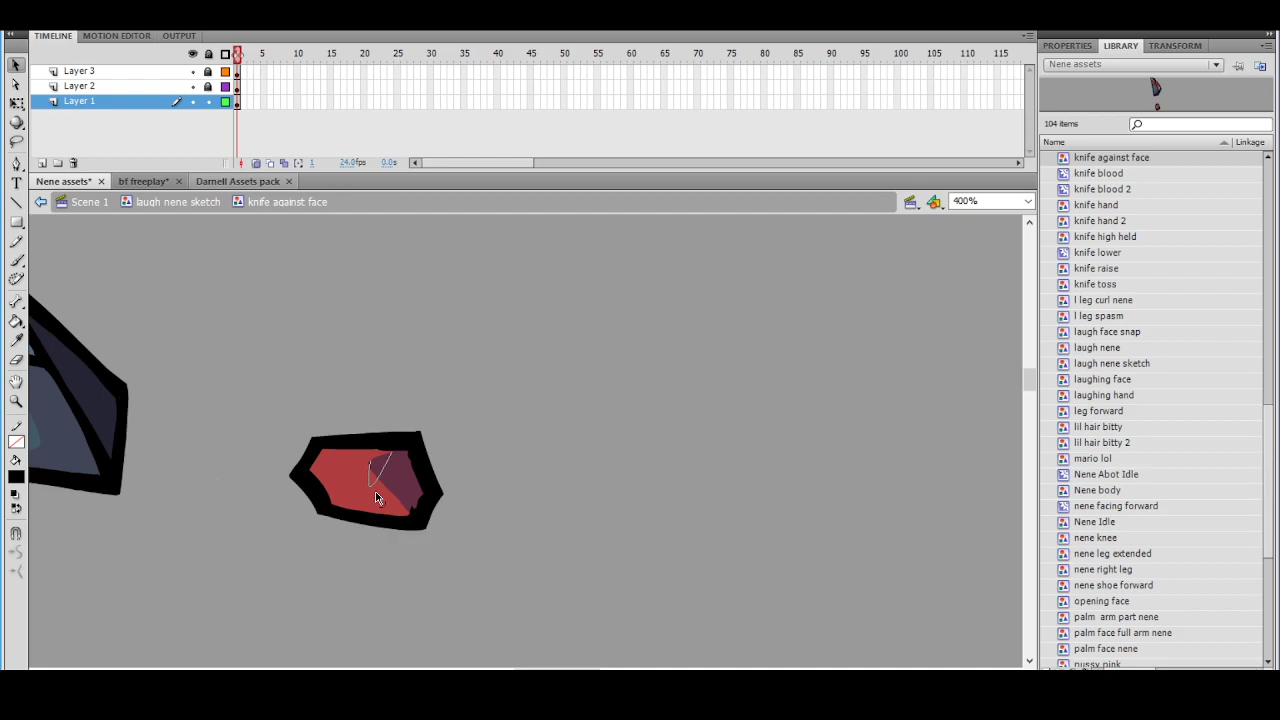 TIMELINE MOTION EDITOR OUTPUT
5 10 15 20 25 30 35 40 45 50 55 60 65 70 75 80 85 90 95 100 105 110 115
Layer 3
Layer 2
Layer 1
1 24.0fps 0.0s
Nene assets* bf freeplay* Darnell Assets pack
Scene 1 laugh nene sketch knife against face 400%
PROPERTIES LIBRARY TRANSFORM
Nene assets
104 items
Name Linkage
knife against face
knife blood
knife blood 2
knife hand
knife hand 2
knife high held
knife lower
knife raise
knife toss
l leg curl nene
l leg spasm
laugh face snap
laugh nene
laugh nene sketch
laughing face
laughing hand
leg forward
lil hair bitty
lil hair bitty 2
mario lol
Nene Abot Idle
Nene body
nene facing forward
Nene Idle
nene knee
nene leg extended
nene right leg
nene shoe forward
opening face
palm arm part nene
palm face full arm nene
palm face nene